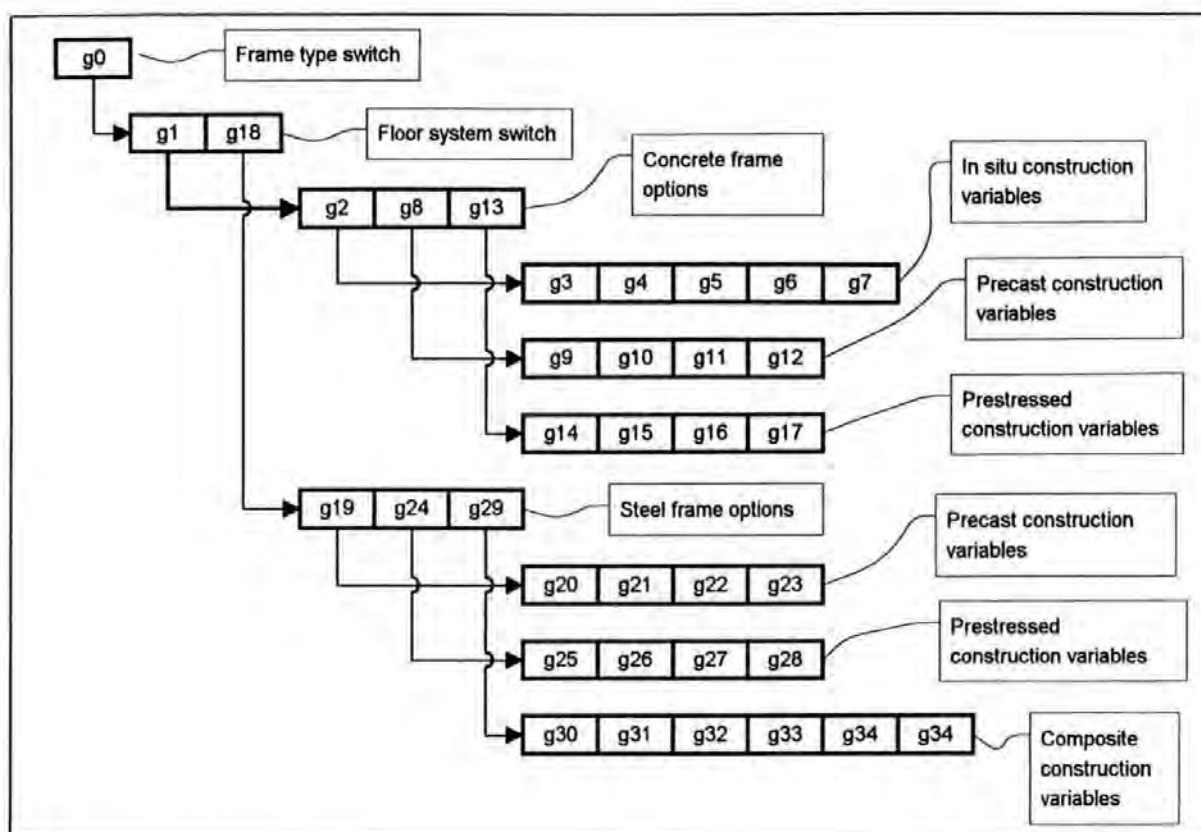 g0
Frame type switch
g1 g18
Floor system switch
Concrete frame
options
In situ construction
variables
g2 g8 g13
g3 g4 g5 g6 g7
Precast construction
variables
g9 g10 g11 g12
Prestressed
construction variables
g14 g15 g16 g17
g19 g24 g29
Steel frame options
Precast construction
variables
g20 g21 g22 g23
Prestressed
construction variables
g25 g26 g27 g28
g30 g31 g32 g33 g34 g34
Composite
construction
variables